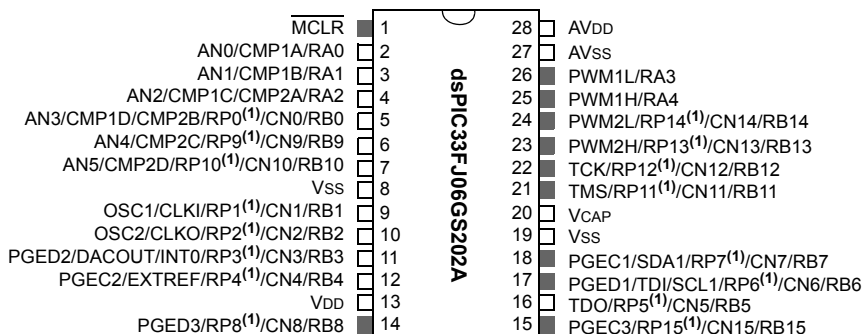 MCLR 1
AN0/CMP1A/RA0 2
AN1/CMP1B/RA1 3
AN2/CMP1C/CMP2A/RA2 4
AN3/CMP1D/CMP2B/RP0(1)/CN0/RB0 5
AN4/CMP2C/RP9(1)/CN9/RB9 6
AN5/CMP2D/RP10(1)/CN10/RB10 7
VSS 8
OSC1/CLKI/RP1(1)/CN1/RB1 9
OSC2/CLKO/RP2(1)/CN2/RB2 10
PGED2/DACOUT/INT0/RP3(1)/CN3/RB3 11
PGEC2/EXTREF/RP4(1)/CN4/RB4 12
VDD 13
PGED3/RP8(1)/CN8/RB8 14
dsPIC33FJ06GS202A
28 AVDD
27 AVSS
26 PWM1L/RA3
25 PWM1H/RA4
24 PWM2L/RP14(1)/CN14/RB14
23 PWM2H/RP13(1)/CN13/RB13
22 TCK/RP12(1)/CN12/RB12
21 TMS/RP11(1)/CN11/RB11
20 VCAP
19 VSS
18 PGEC1/SDA1/RP7(1)/CN7/RB7
17 PGED1/TDI/SCL1/RP6(1)/CN6/RB6
16 TDO/RP5(1)/CN5/RB5
15 PGEC3/RP15(1)/CN15/RB15